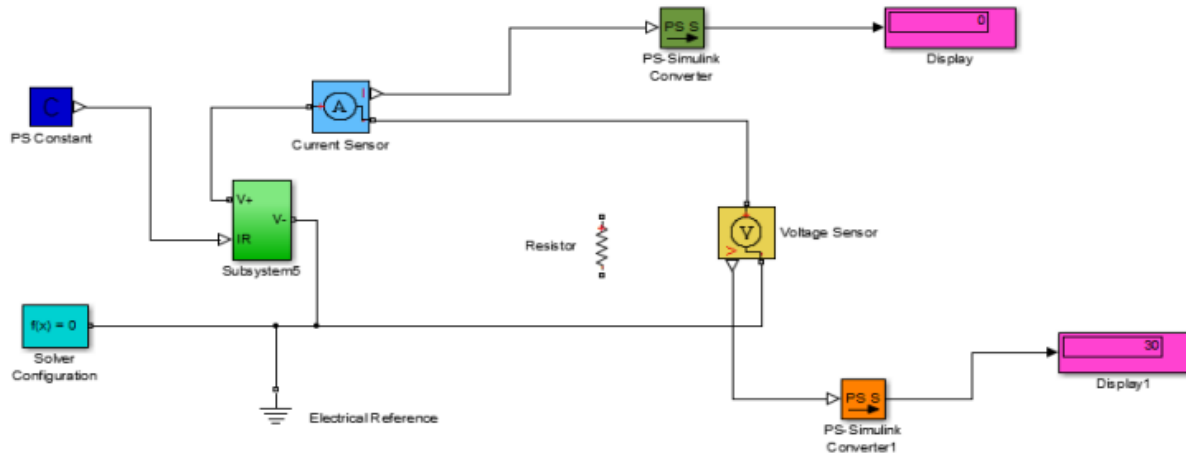 PS S
0
PS-Simulink
Converter
Display
C
PS Constant
I
A
Current Sensor
V+
V-
IR
Subsystem5
Resistor
V
V
Voltage Sensor
f(x) = 0
Solver
Configuration
Electrical Reference
30
Display1
PS S
PS-Simulink
Converter1